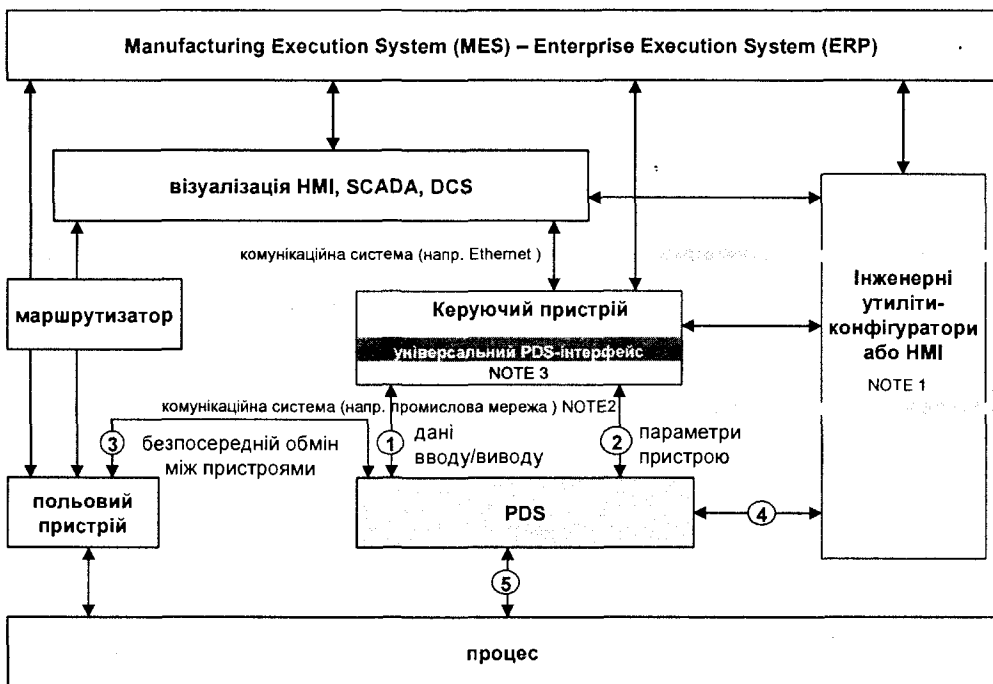 Manufacturing Execution System (MES) – Enterprise Execution System (ERP)
візуалізація HMI, SCADA, DCS
комунікаційна система (напр. Ethernet )
маршрутизатор
Керуючий пристрій
універсальний PDS-інтерфейс
NOTE 3
Інженерні
утиліти-
конфігуратори
або HMI
NOTE 1
комунікаційна система (напр. промислова мережа ) NOTE2
3
безпосередній обмін
між пристроями
1
дані
вводу/виводу
2
параметри
пристрою
польовий
пристрій
PDS
4
5
процес